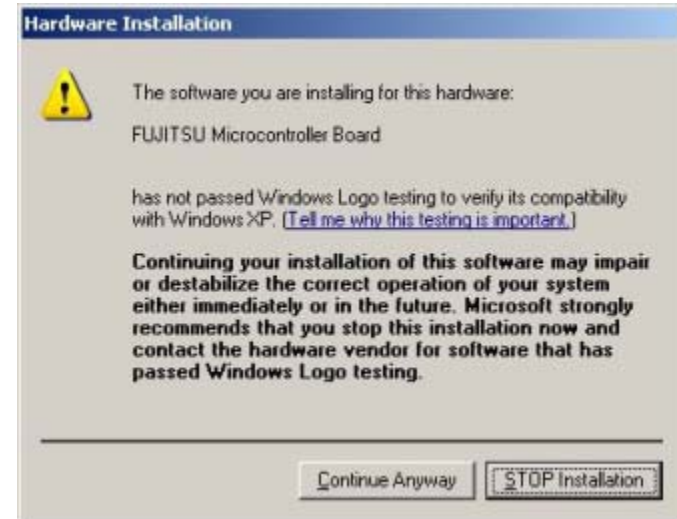 Hardware Installation
The software you are installing for this hardware:
FUJITSU Microcontroller Board
has not passed Windows Logo testing to verify its compatibility
with Windows XP. (Tell me why this testing is important.)
Continuing your installation of this software may impair
or destabilize the correct operation of your system
either immediately or in the future. Microsoft strongly
recommends that you stop this installation now and
contact the hardware vendor for software that has
passed Windows Logo testing.
Continue Anyway
STOP Installation